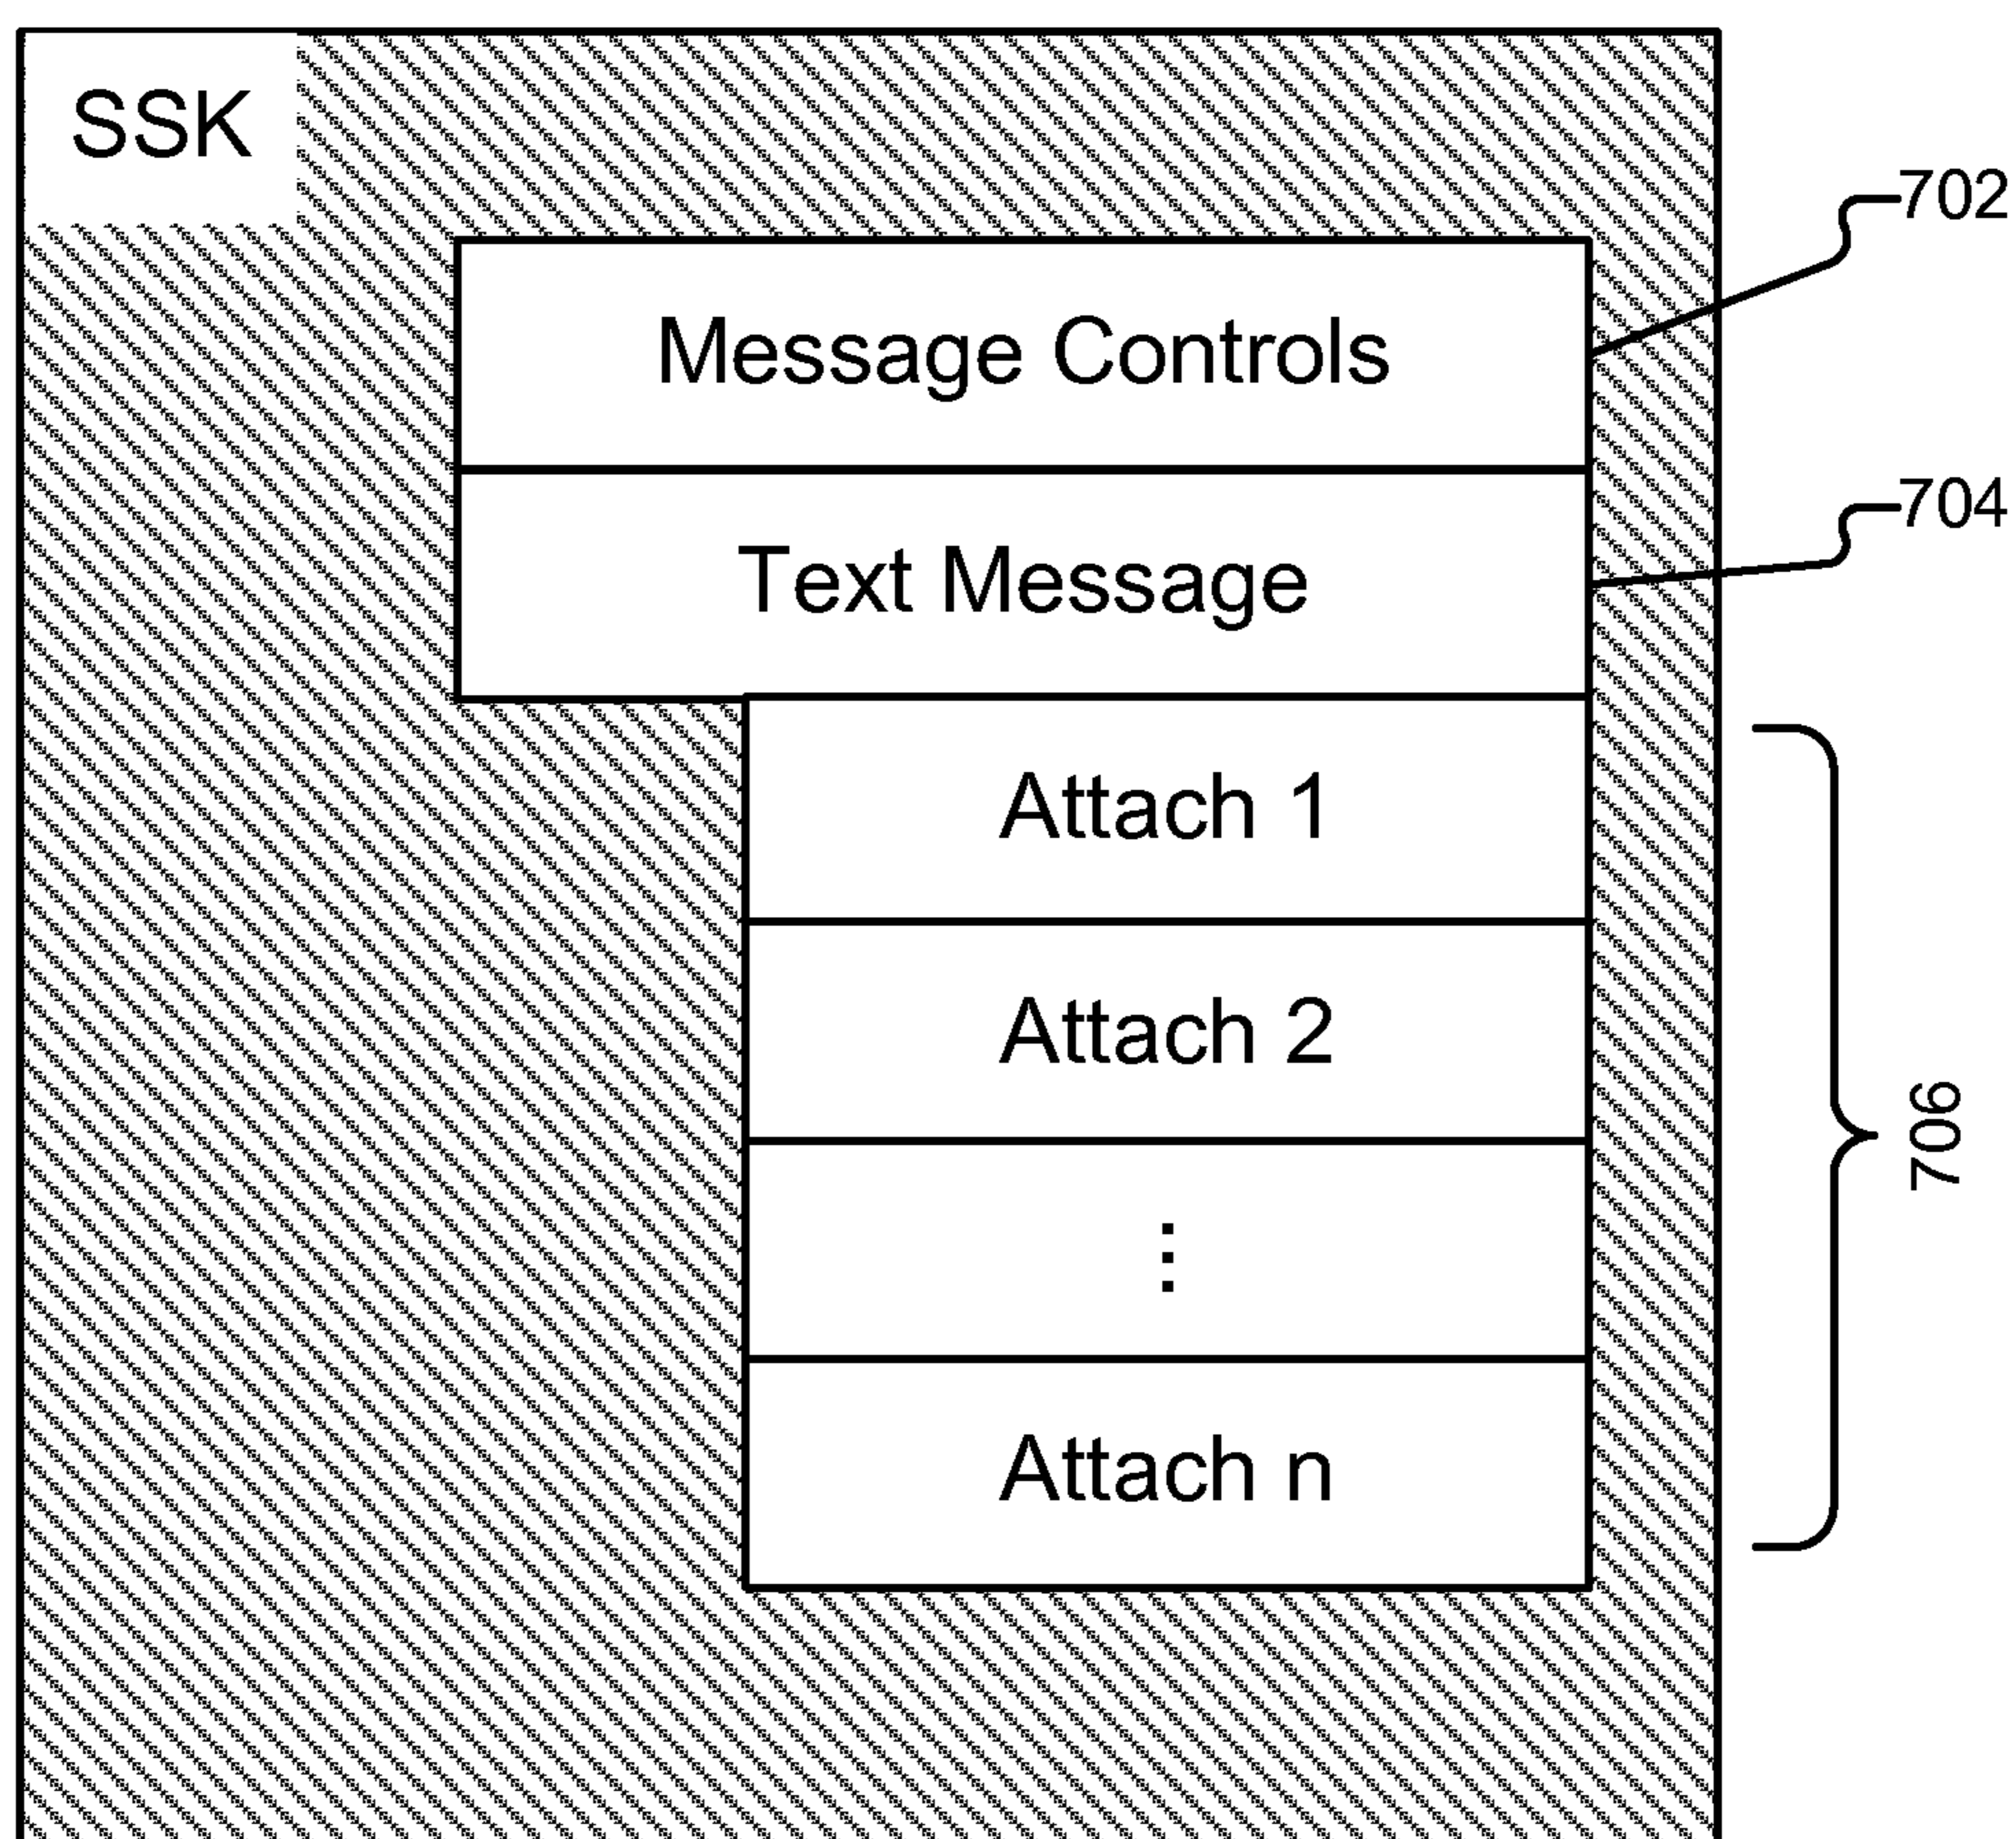 SSK
702
Message Controls
704
Text Message
Attach 1
Attach 2
⋮
706
Attach n